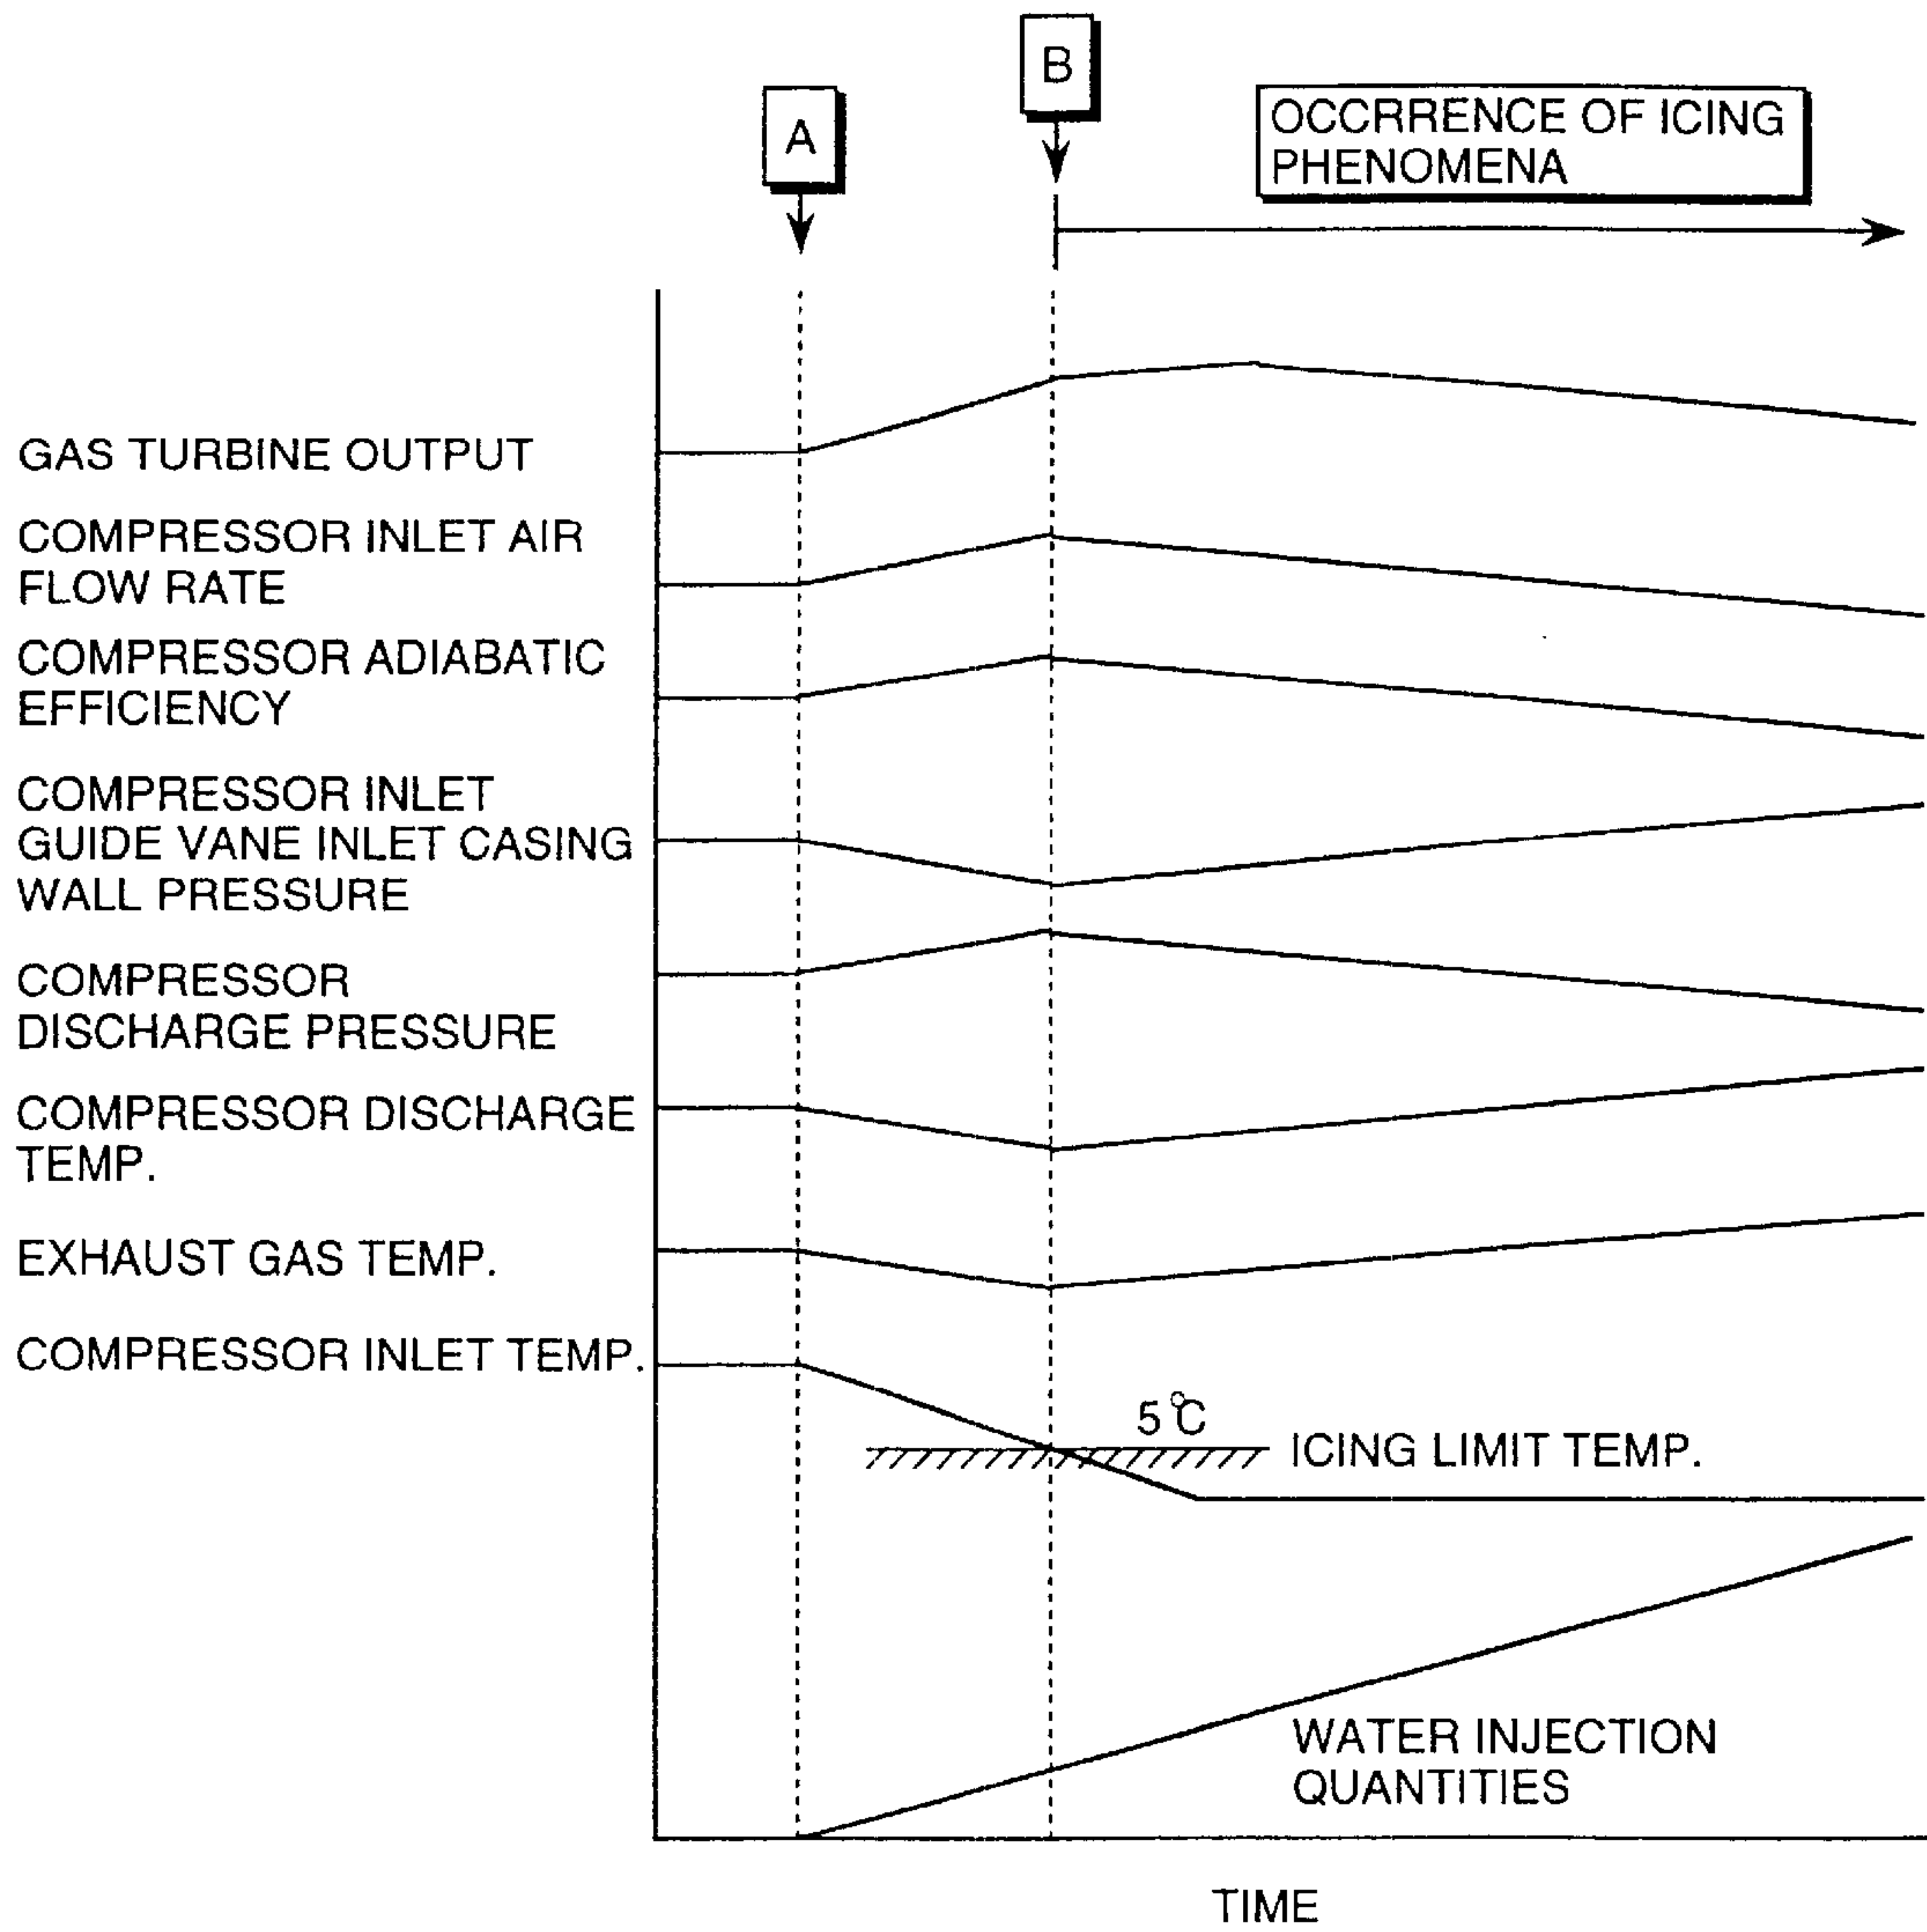 B
A
OCCRRENCE OF ICING
PHENOMENA
GAS TURBINE OUTPUT
COMPRESSOR INLET AIR
FLOW RATE
COMPRESSOR ADIABATIC
EFFICIENCY
COMPRESSOR INLET
GUIDE VANE INLET CASING
WALL PRESSURE
COMPRESSOR
DISCHARGE PRESSURE
COMPRESSOR DISCHARGE
TEMP.
EXHAUST GAS TEMP.
COMPRESSOR INLET TEMP.
5°C
ICING LIMIT TEMP.
WATER INJECTION
QUANTITIES
TIME